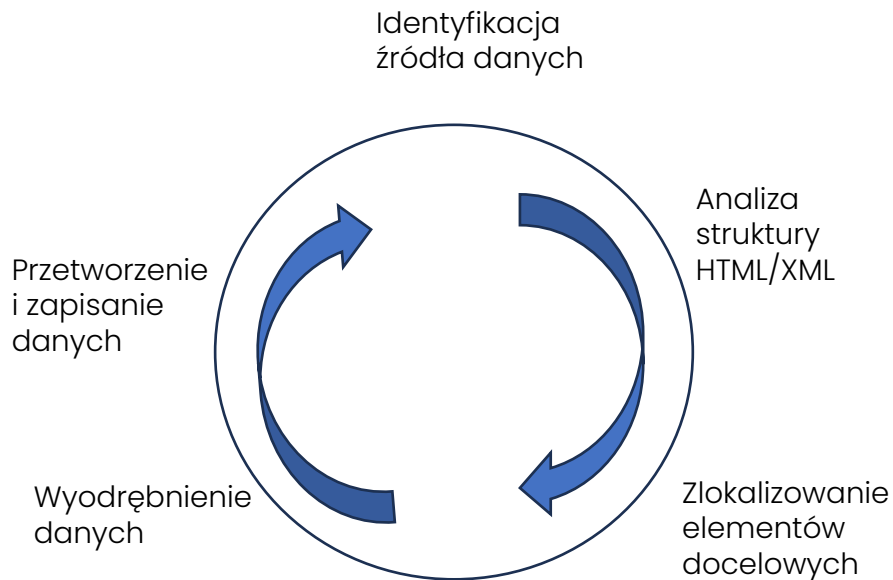 Identyfikacja
źródła danych
Analiza
struktury
HTML/XML
Zlokalizowanie
elementów
docelowych
Wyodrębnienie
danych
Przetworzenie
i zapisanie
danych